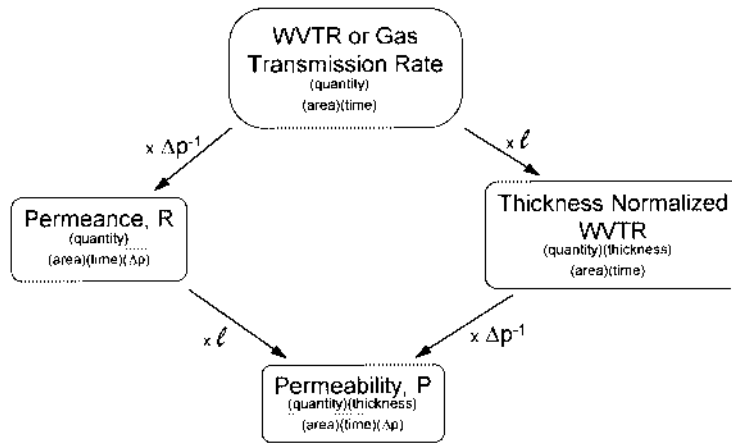 WVTR or Gas
Transmission Rate
(quantity)
(area)(time)
x Δp⁻¹
x ℓ
Permeance, R
(quantity)
(area)(time)(Δp)
Thickness Normalized
WVTR
(quantity)(thickness)
(area)(time)
x ℓ
x Δp⁻¹
Permeability, P
(quantity)(thickness)
(area)(time)(Δp)